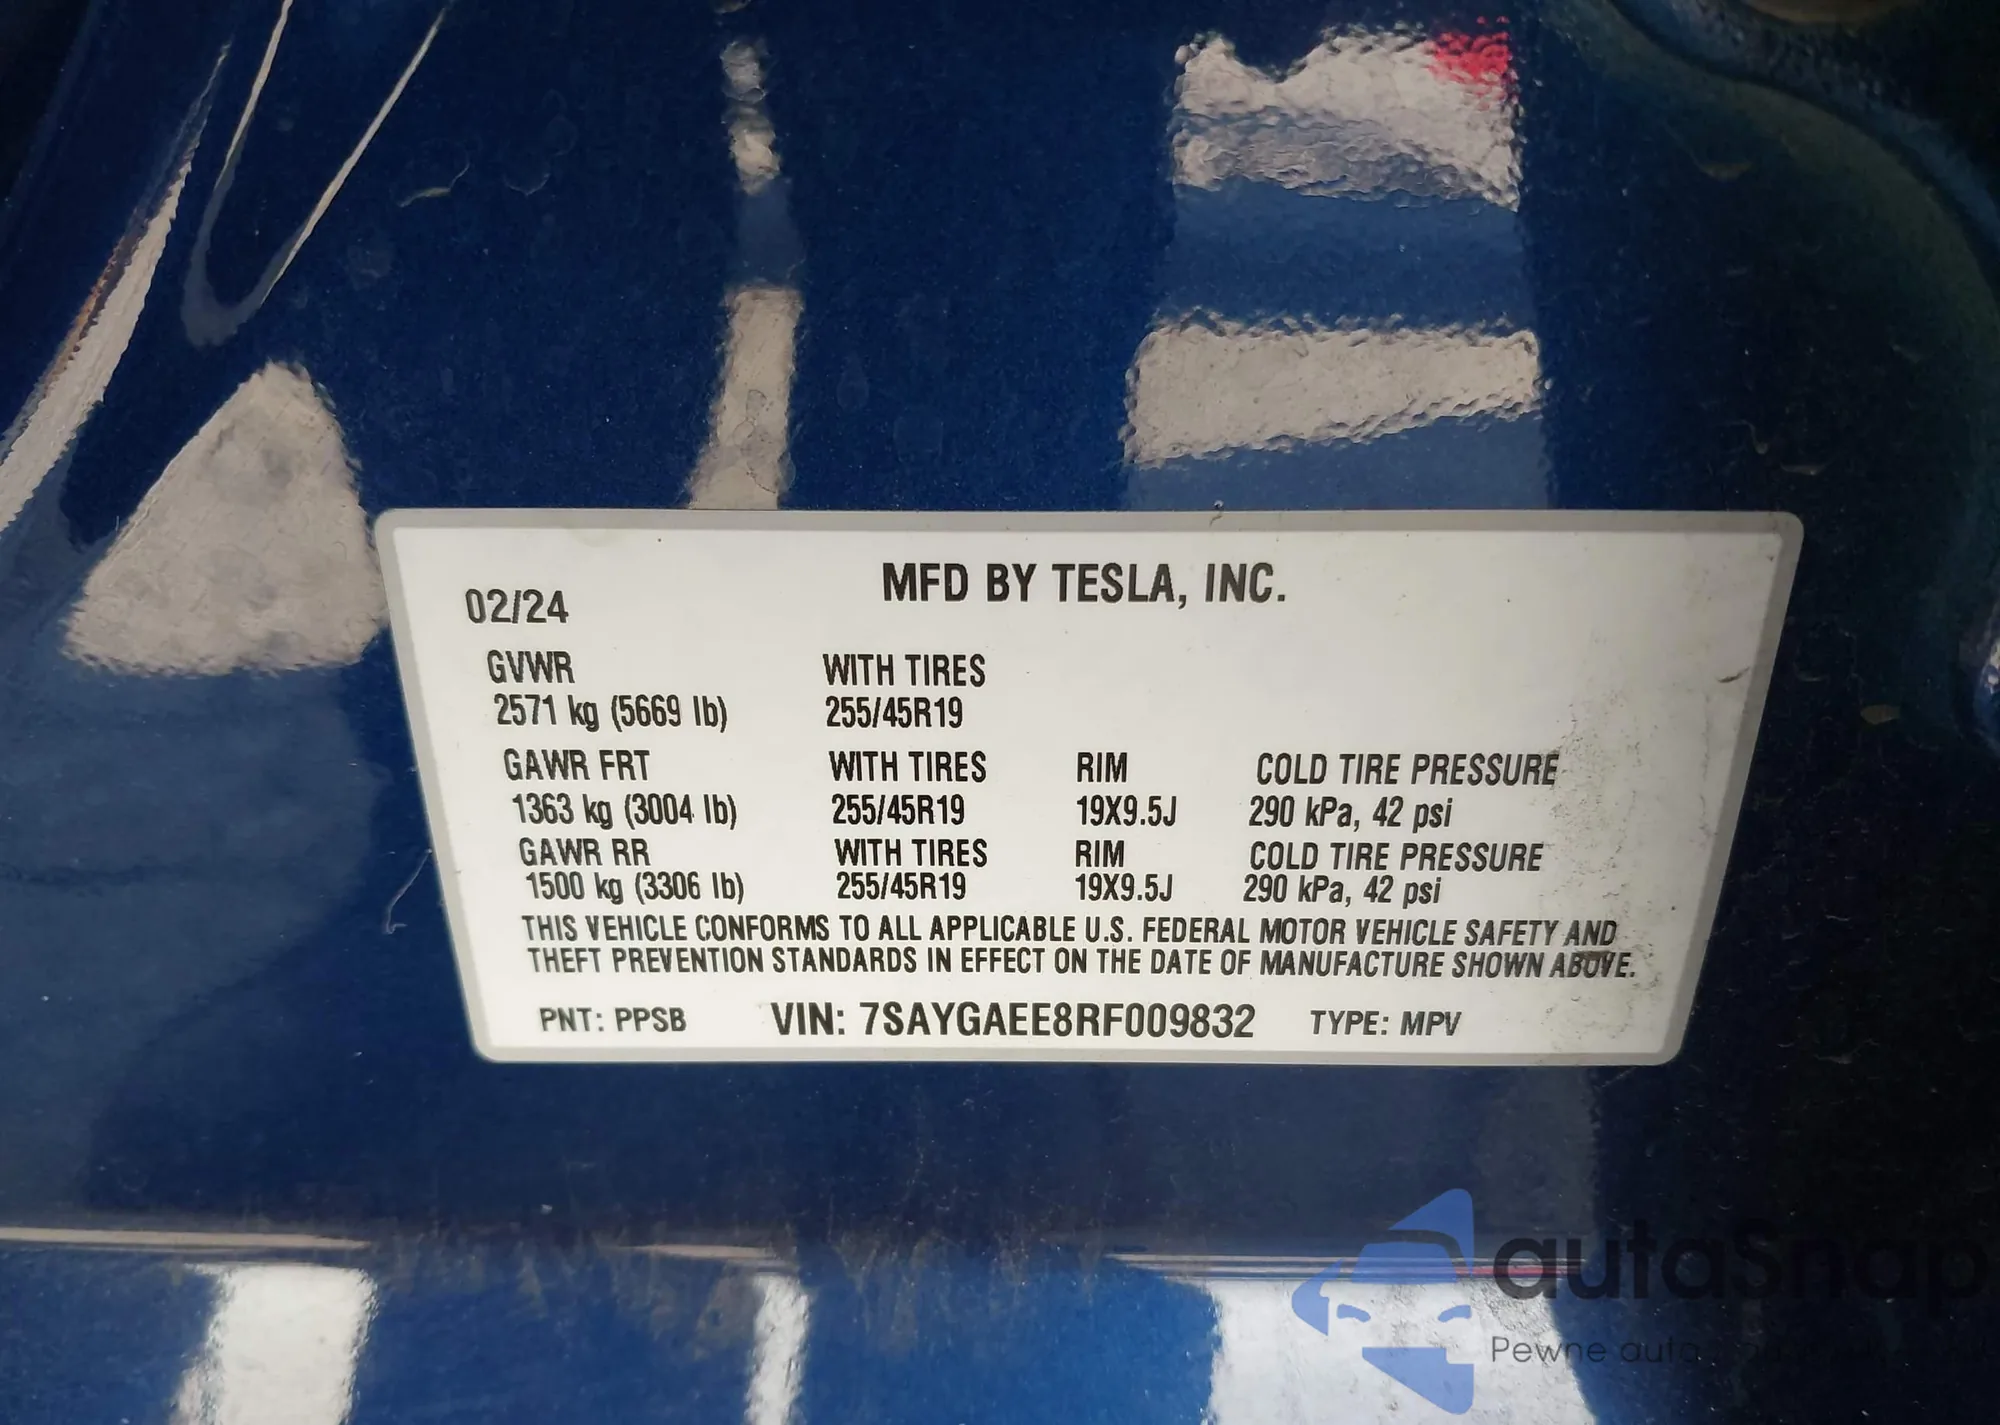 MFD BY TESLA, INC.
02/24
GVWR WITH TIRES
2571 kg (5669 lb) 255/45R19
GAWR FRT WITH TIRES RIM COLD TIRE PRESSURE
1363 kg (3004 lb) 255/45R19 19X9.5J 290 kPa, 42 psi
GAWR RR WITH TIRES RIM COLD TIRE PRESSURE
1500 kg (3306 lb) 255/45R19 19X9.5J 290 kPa, 42 psi
THIS VEHICLE CONFORMS TO ALL APPLICABLE U.S. FEDERAL MOTOR VEHICLE SAFETY AND
THEFT PREVENTION STANDARDS IN EFFECT ON THE DATE OF MANUFACTURE SHOWN ABOVE.
PNT: PPSB VIN: 7SAYGAEE8RF009832 TYPE: MPV
autaSnap
Pewne auto